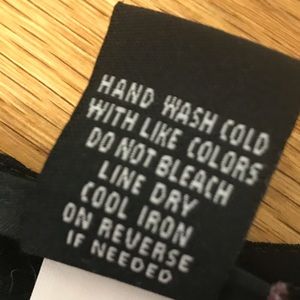 HAND WASH COLD
WITH LIKE COLORS
DO NOT BLEACH
LINE DRY
COOL IRON
ON REVERSE
IF NEEDED